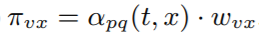 π_{vx} = α_{pq}(t, x) · w_{vx}